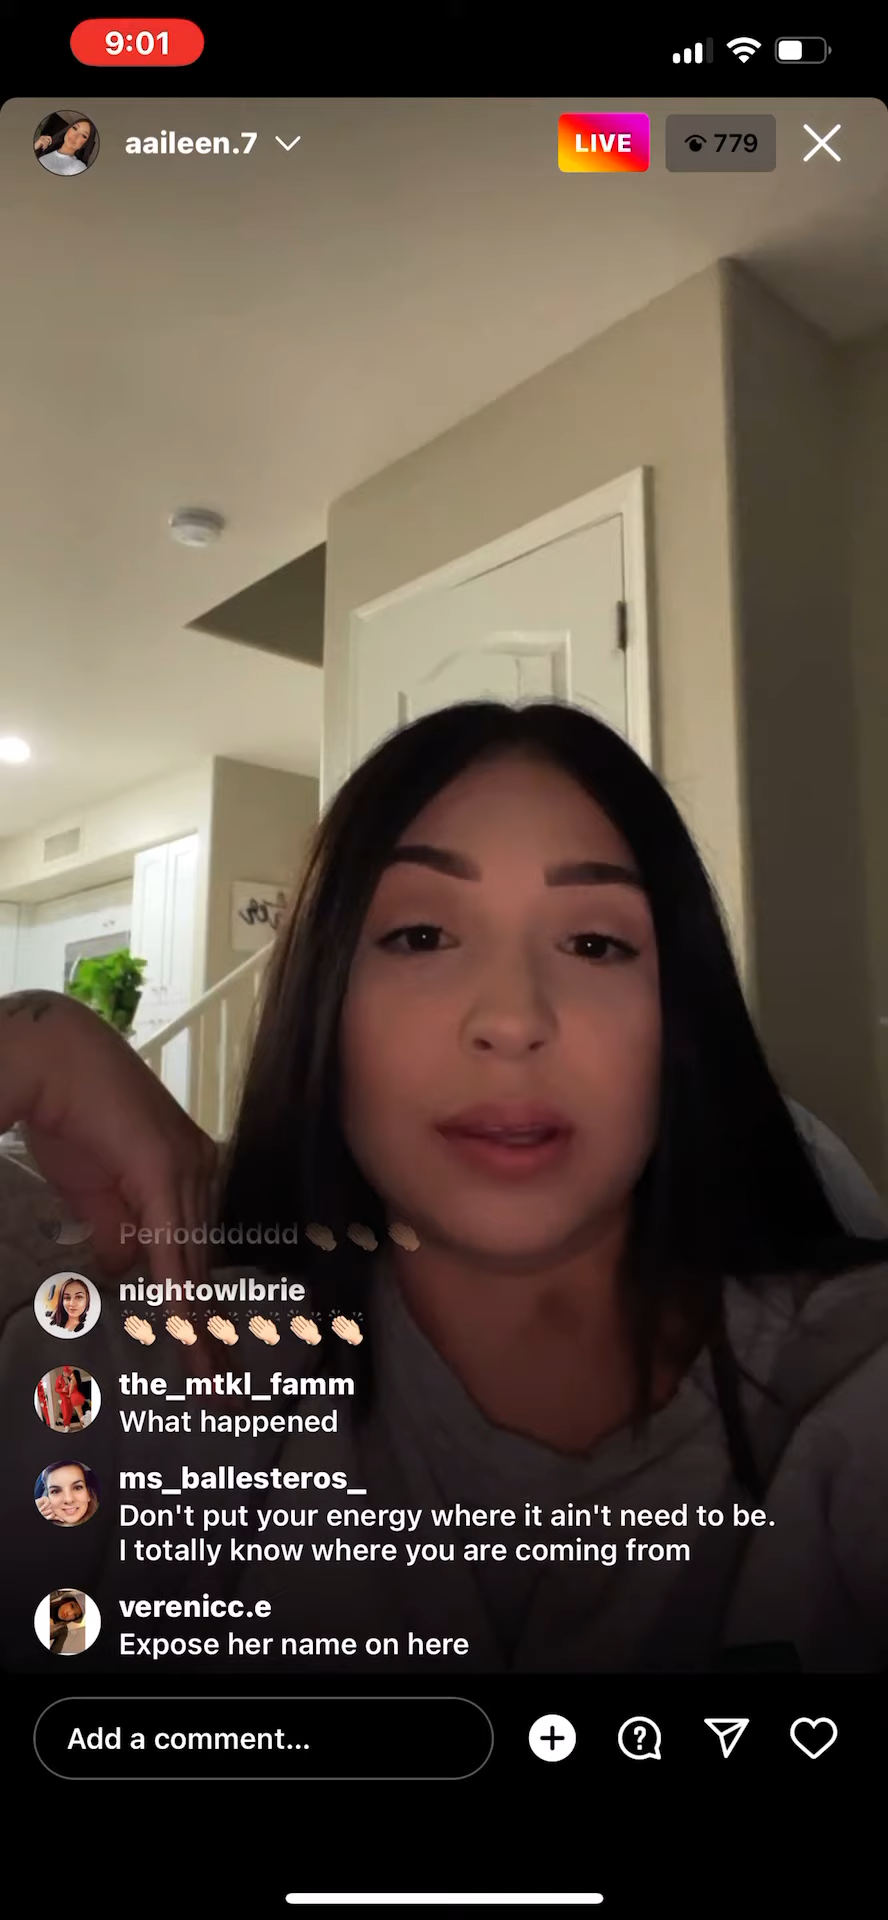 9:01
aaileen.7
LIVE
779
Periodddddd 👏🏼👏🏼👏🏼
nightowlbrie
👏🏻👏🏻👏🏻👏🏻👏🏻👏🏻
the_mtkl_famm
What happened
ms_ballesteros_
Don't put your energy where it ain't need to be.
I totally know where you are coming from
verenicc.e
Expose her name on here
Add a comment...